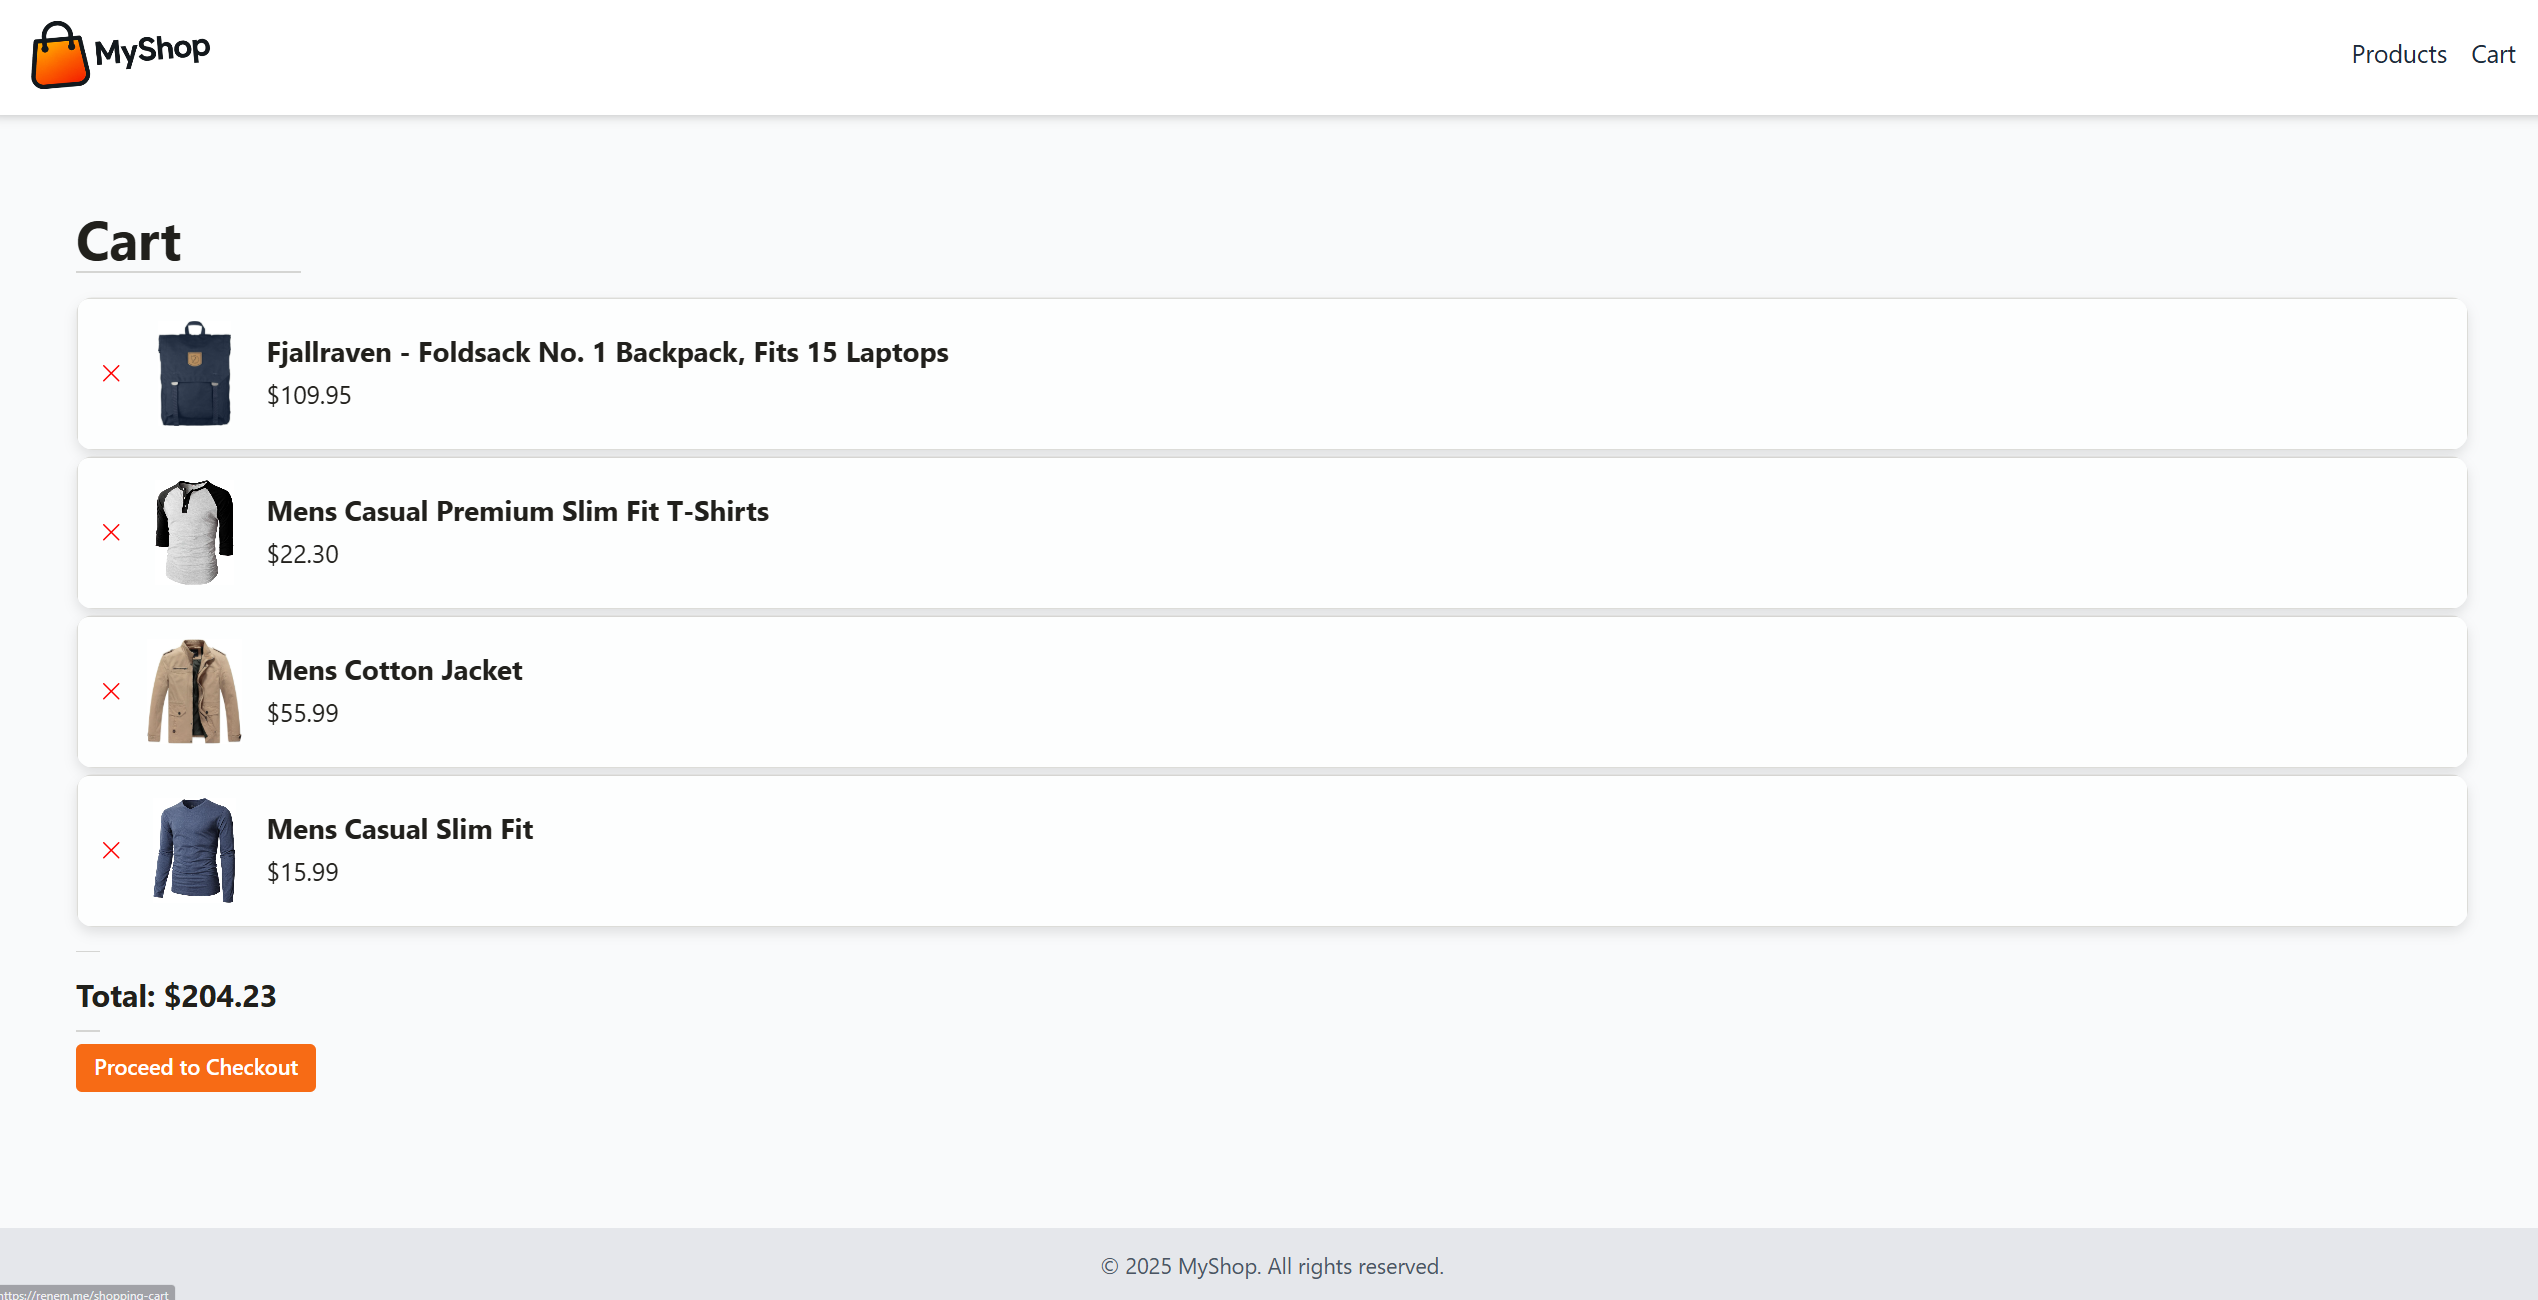 MyShop
Products Cart
Cart
Fjallraven - Foldsack No. 1 Backpack, Fits 15 Laptops
$109.95
Mens Casual Premium Slim Fit T-Shirts
$22.30
Mens Cotton Jacket
$55.99
Mens Casual Slim Fit
$15.99
Total: $204.23
Proceed to Checkout
© 2025 MyShop. All rights reserved.
https://renem.me/shopping-cart